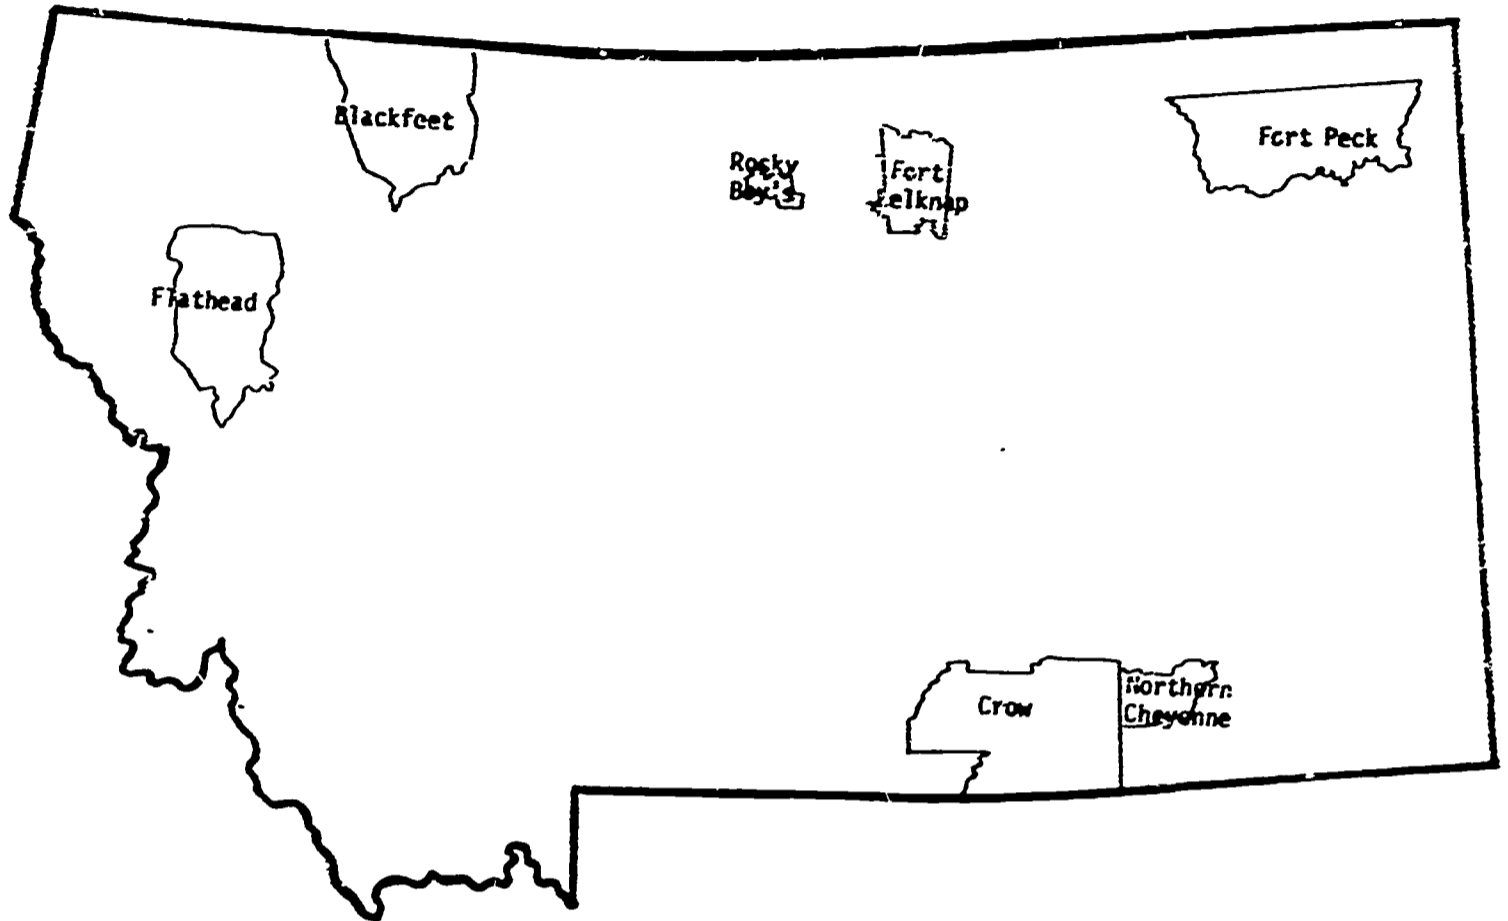 Blackfeet
Fort Peck
Rocky
Boy's
Fort
Belknap
Flathead
Crow
Northern
Cheyenne